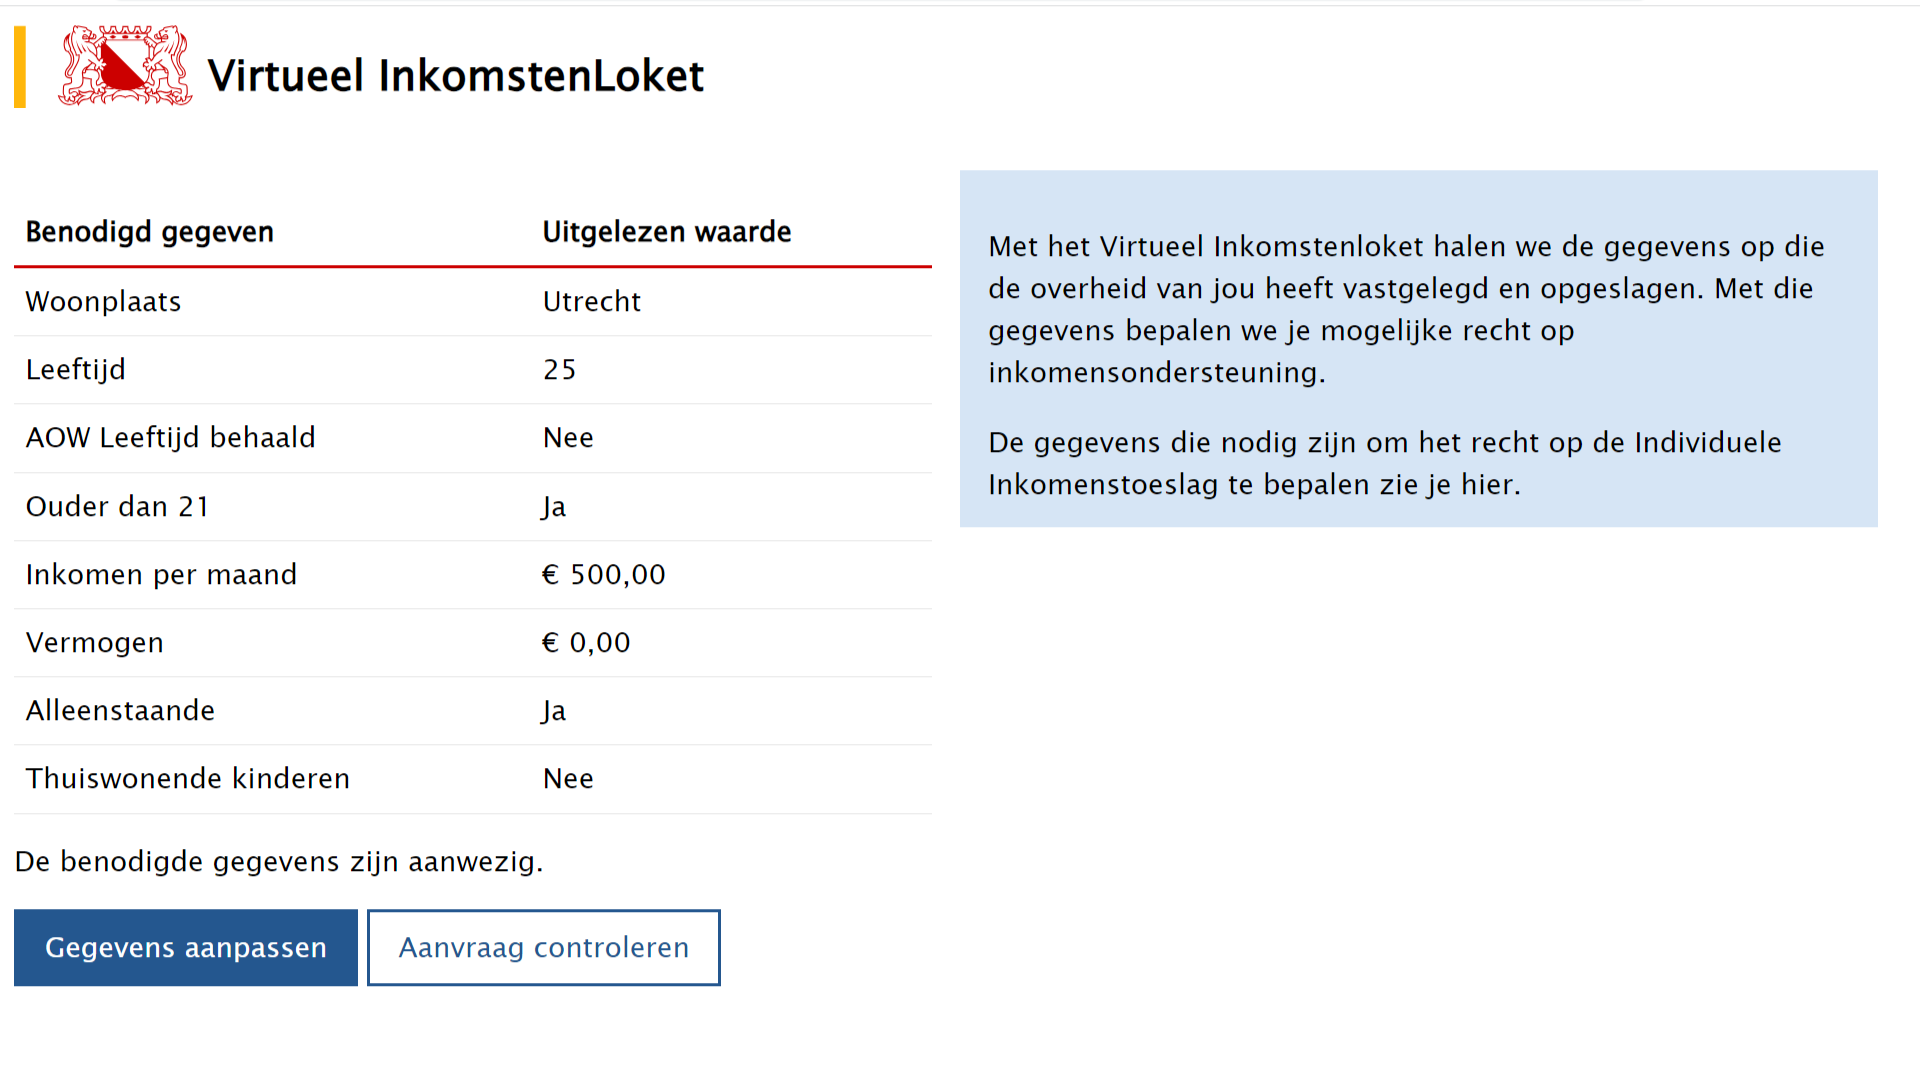 Virtueel InkomstenLoket
Benodigd gegeven Uitgelezen waarde
Woonplaats Utrecht
Leeftijd 25
AOW Leeftijd behaald Nee
Ouder dan 21 Ja
Inkomen per maand € 500,00
Vermogen € 0,00
Alleenstaande Ja
Thuiswonende kinderen Nee
De benodigde gegevens zijn aanwezig.
Gegevens aanpassen Aanvraag controleren
Met het Virtueel Inkomstenloket halen we de gegevens op die
de overheid van jou heeft vastgelegd en opgeslagen. Met die
gegevens bepalen we je mogelijke recht op
inkomensondersteuning.
De gegevens die nodig zijn om het recht op de Individuele
Inkomenstoeslag te bepalen zie je hier.